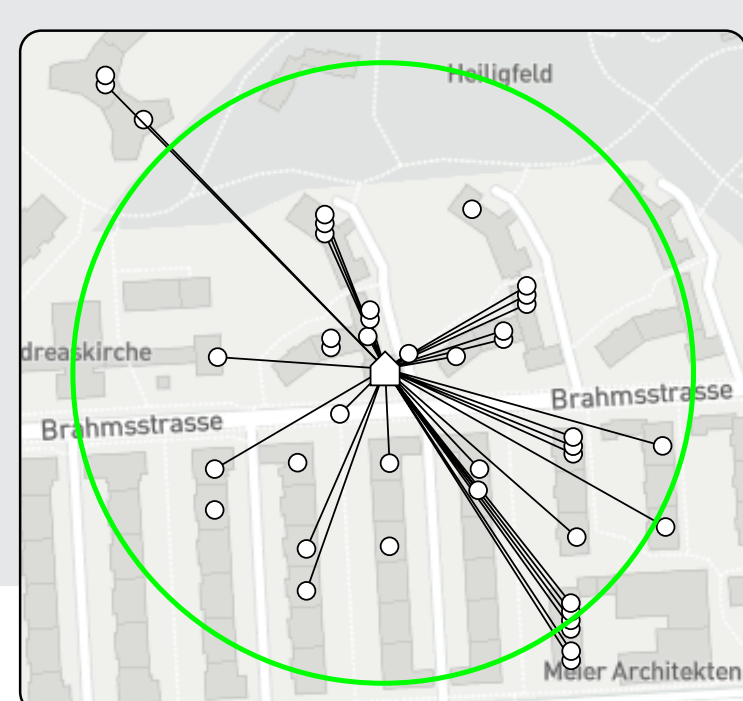 Heiligfeld
dreaskirche
Brahmsstrasse
Brahmsstrasse
Meier Architekten